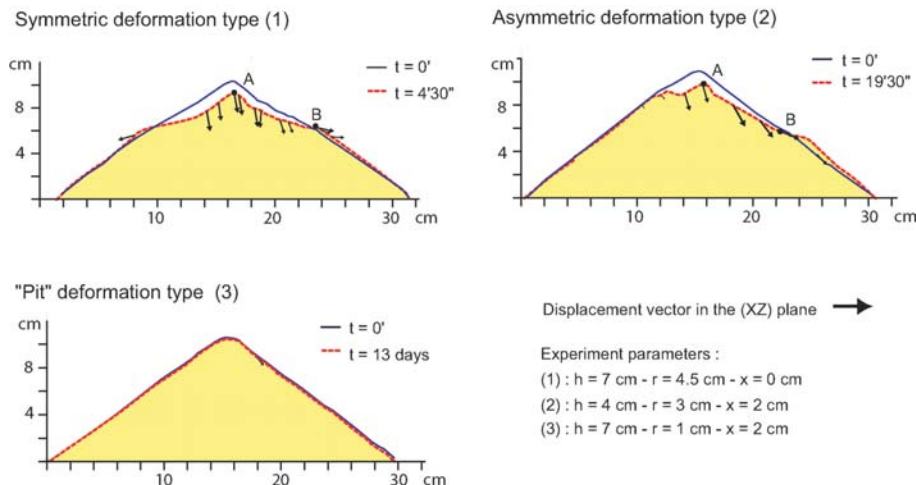 Symmetric deformation type (1)
cm
8
4
10
20
30
cm
A
B
t = 0'
t = 4'30"
Asymmetric deformation type (2)
cm
8
4
10
20
30
cm
A
B
t = 0'
t = 19'30"
"Pit" deformation type (3)
cm
8
4
10
20
30
cm
t = 0'
t = 13 days
Displacement vector in the (XZ) plane
Experiment parameters :
(1) : h = 7 cm - r = 4.5 cm - x = 0 cm
(2) : h = 4 cm - r = 3 cm - x = 2 cm
(3) : h = 7 cm - r = 1 cm - x = 2 cm